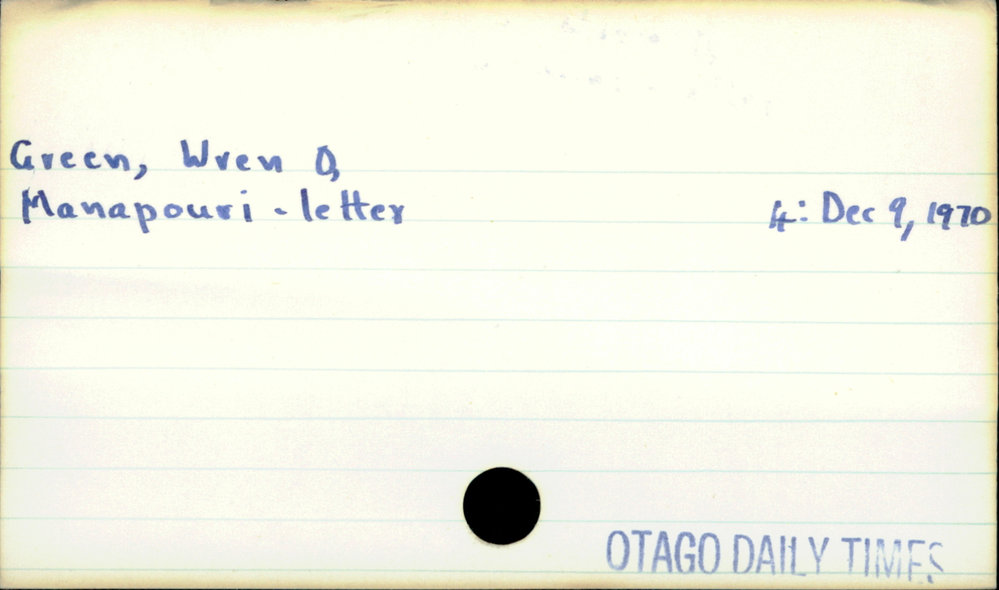 Green, Wren Q
Manapouri - letter 4: Dec 9, 1970
OTAGO DAILY TIMES